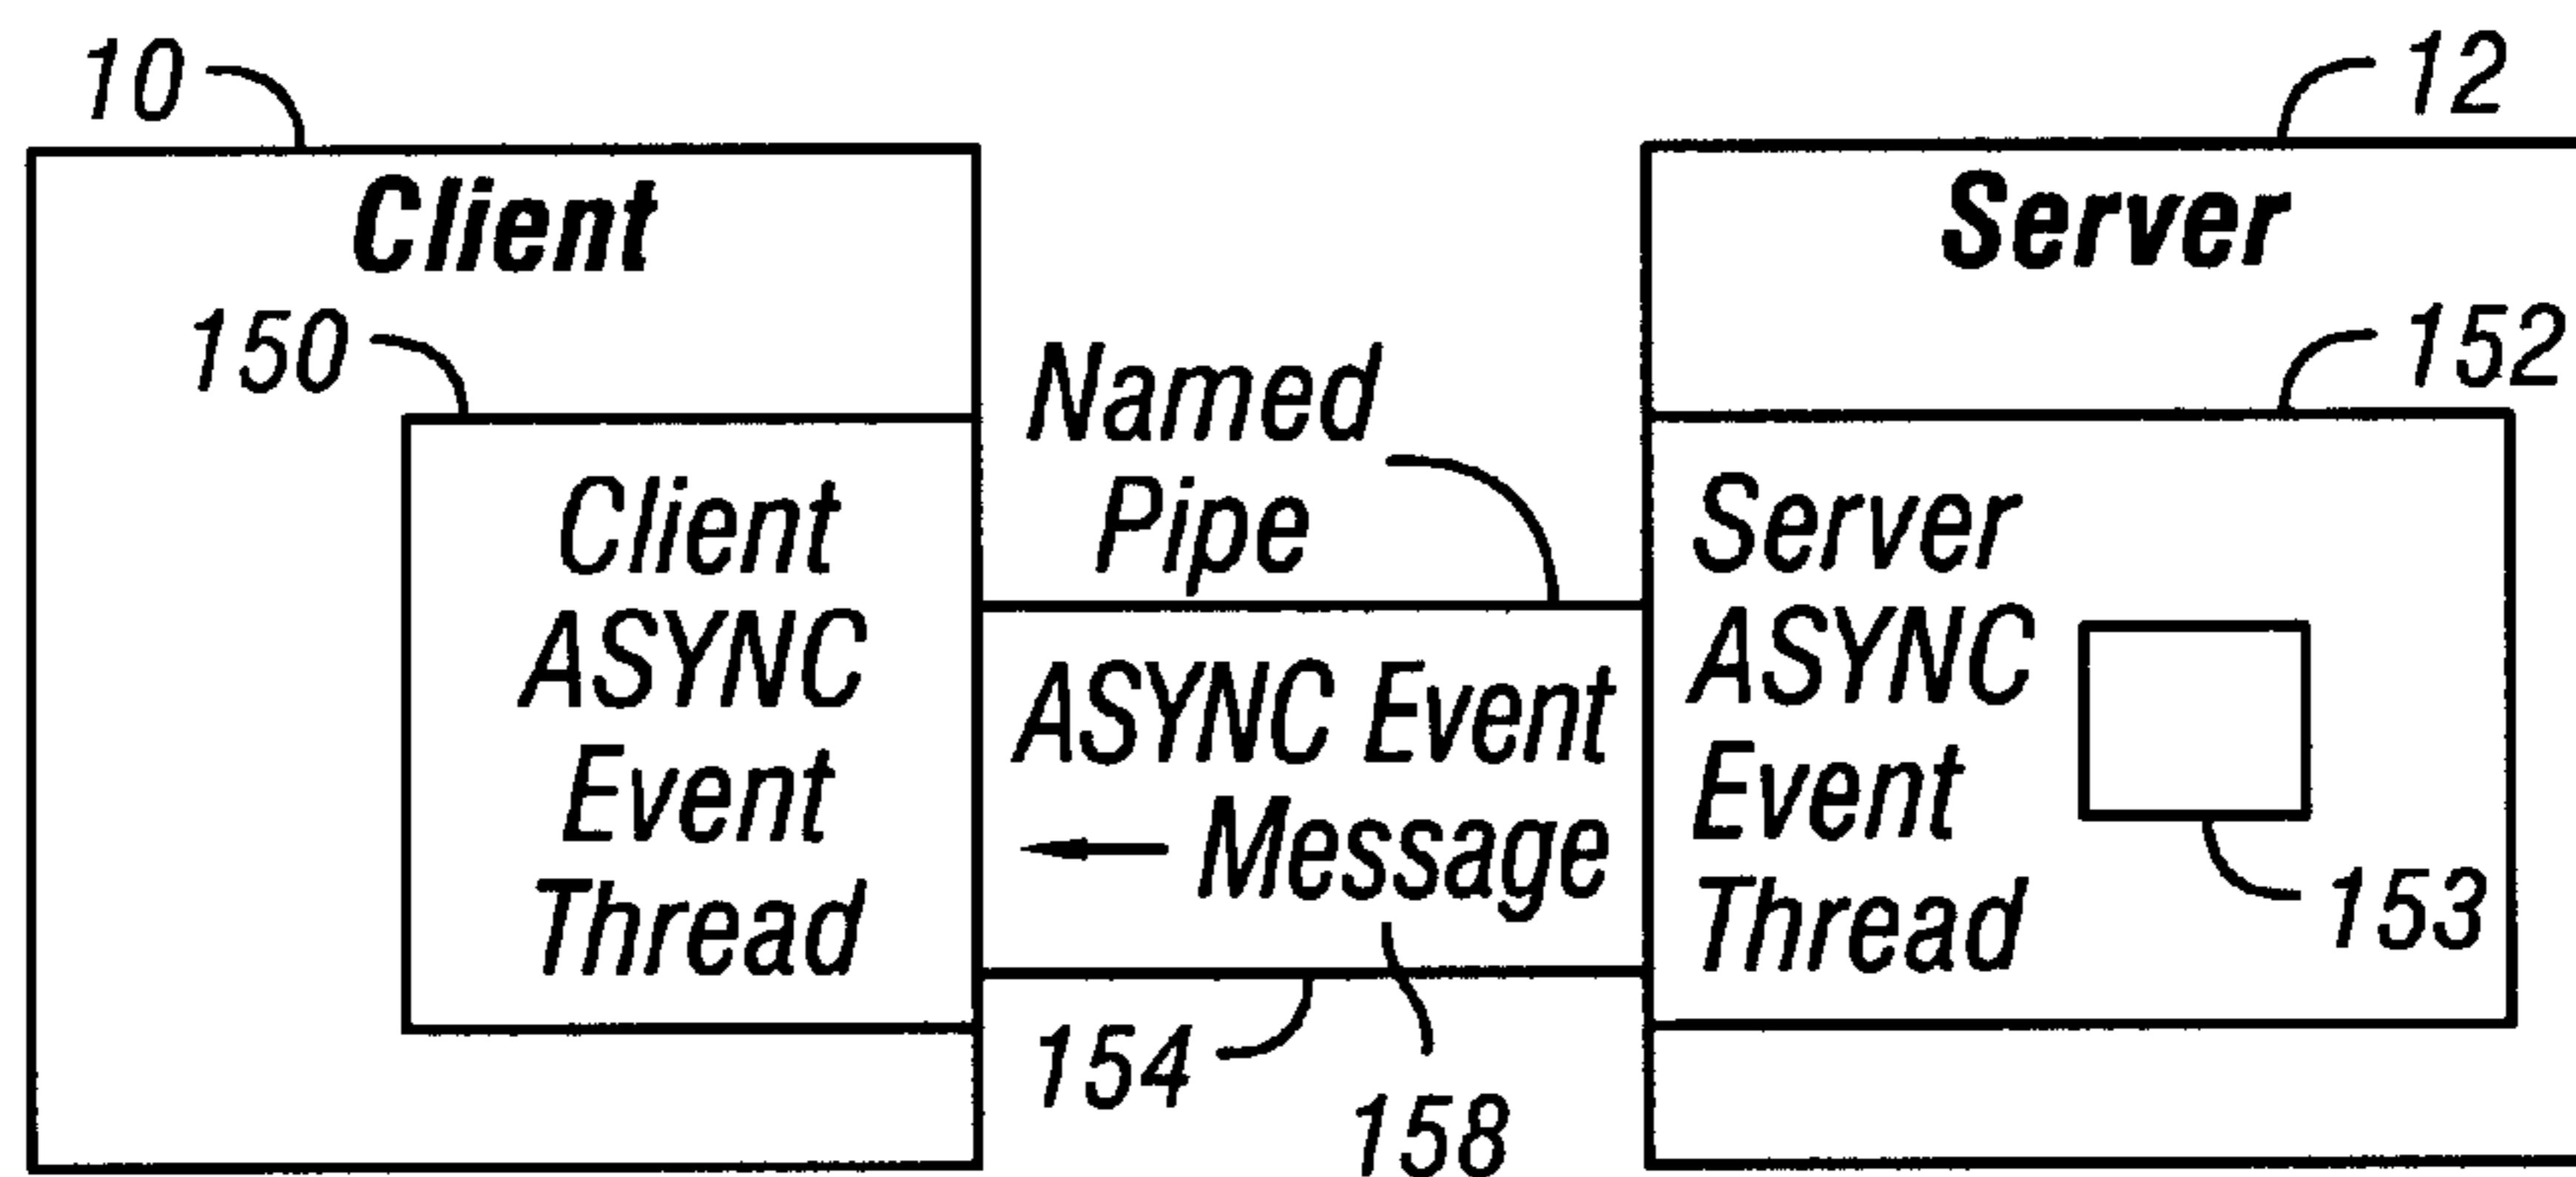 10
12
Client
Server
150
152
Named
Pipe
Client
ASYNC
Event
Thread
ASYNC Event
Message
Server
ASYNC
Event
Thread
153
154
158